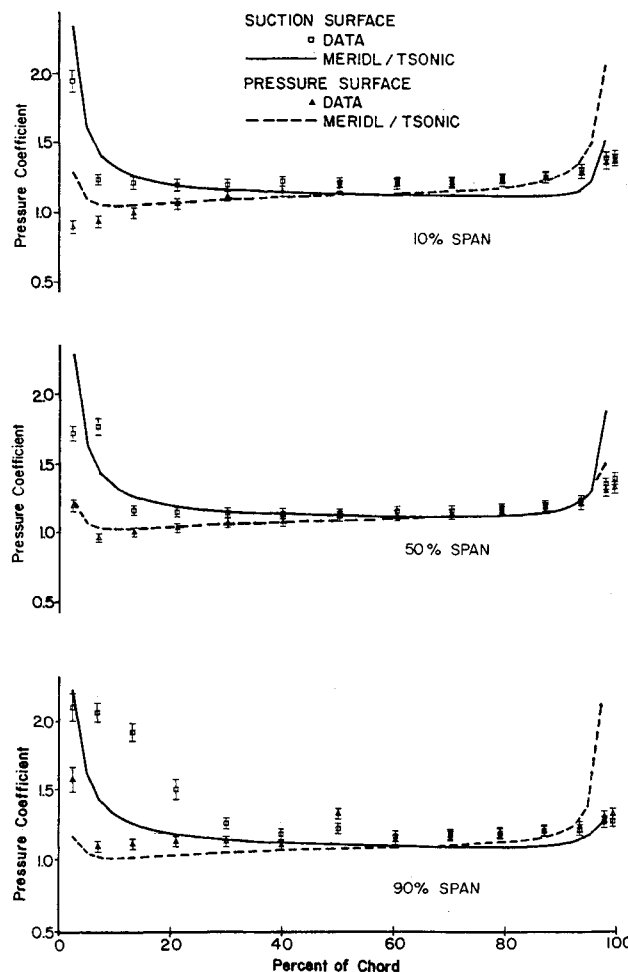 SUCTION SURFACE
DATA
MERIDL / TSONIC
PRESSURE SURFACE
DATA
MERIDL / TSONIC
Pressure Coefficient
2.0
1.5
1.0
0.5
10% SPAN
Pressure Coefficient
2.0
1.5
1.0
0.5
50% SPAN
Pressure Coefficient
2.0
1.5
1.0
0.5
90% SPAN
0 20 40 60 80 100
Percent of Chord